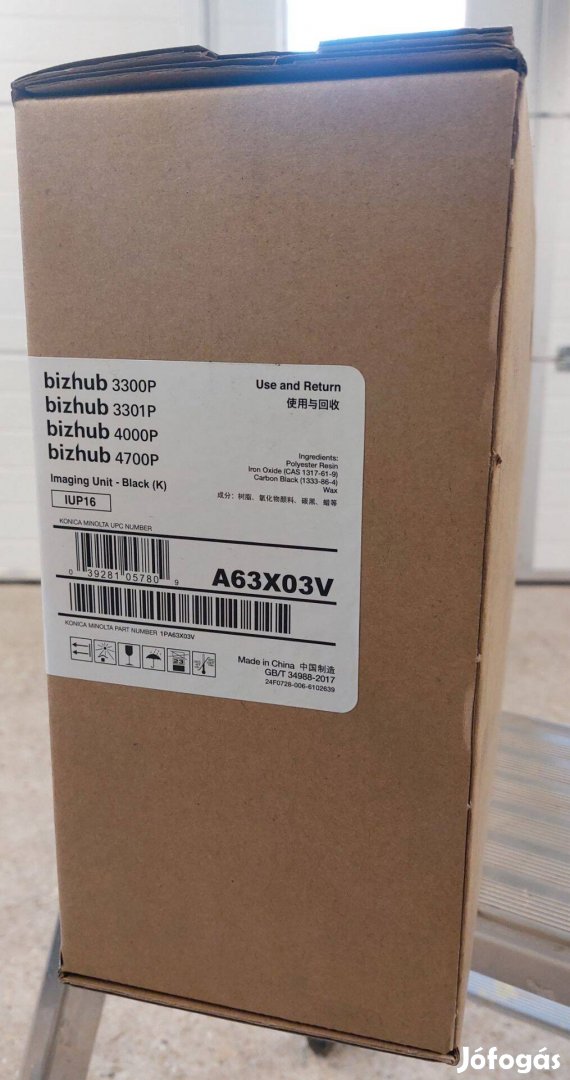 bizhub 3300P
bizhub 3301P
bizhub 4000P
bizhub 4700P
Use and Return
使用与回收
Imaging Unit - Black (K)
IUP16
Ingredients:
Polyester Resin
Iron Oxide (CAS 1317-61-9)
Carbon Black (1333-86-4)
Wax
成分：树脂、氧化物颜料、碳黑、蜡等
KONICA MINOLTA UPC NUMBER
0 39281 05780 9
A63X03V
KONICA MINOLTA PART NUMBER 1PA63X03V
Made in China 中国制造
GB/T 34988-2017
24F0728-006-6102639
Jófogás